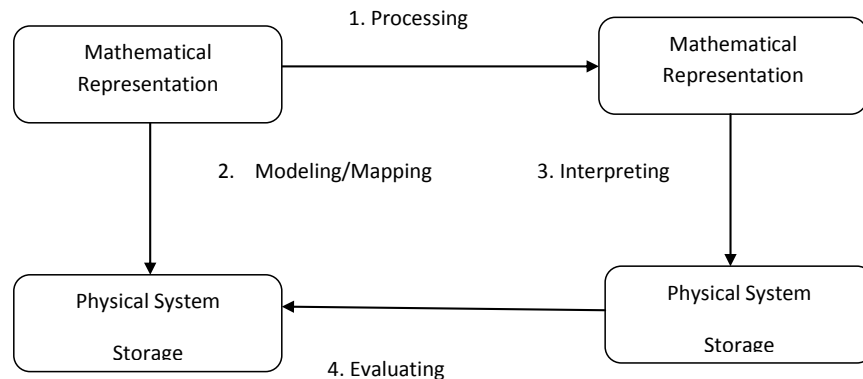 1. Processing
Mathematical
Representation
Mathematical
Representation
2. Modeling/Mapping
3. Interpreting
Physical System
Storage
Physical System
Storage
4. Evaluating